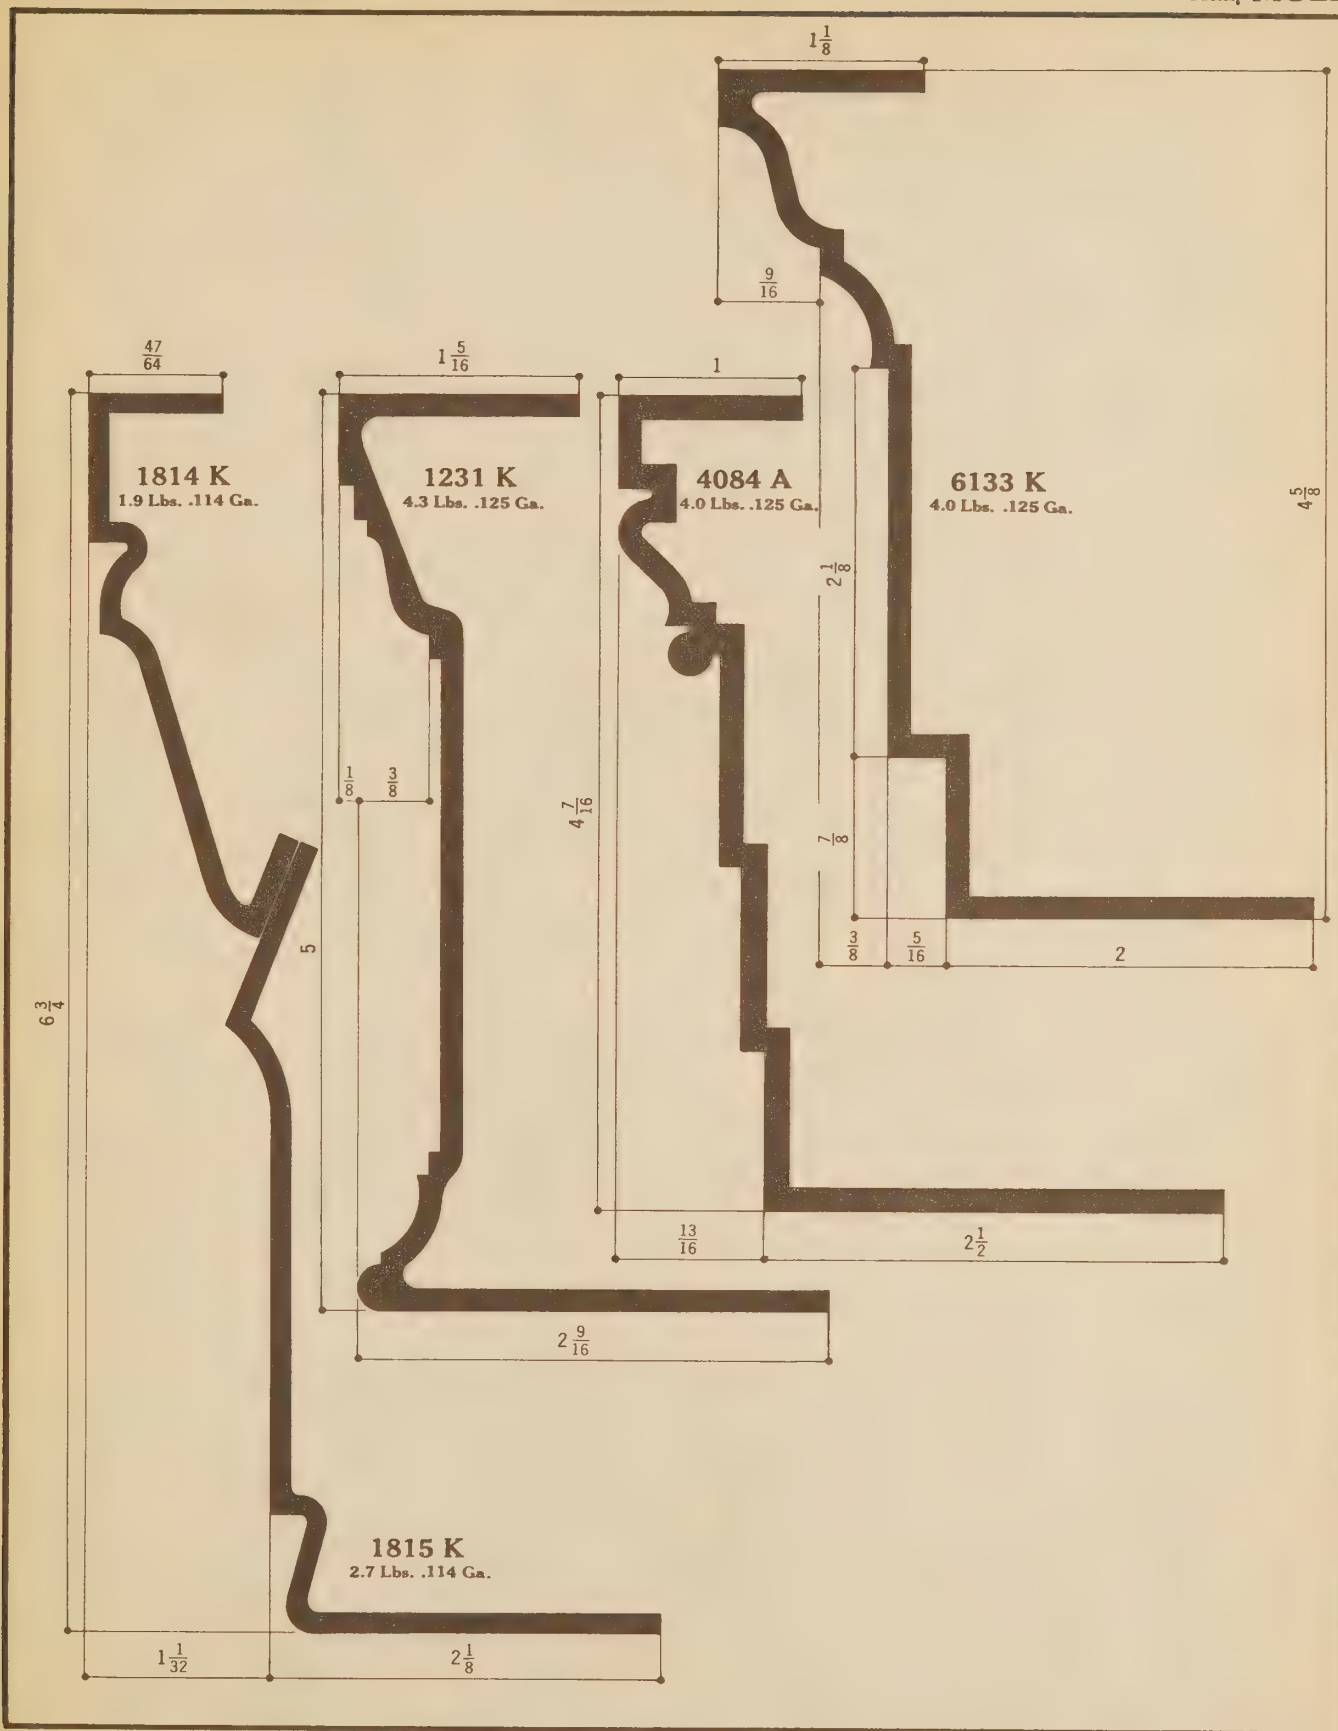 1 1/8
9/16
47/64
1 5/16
1
1814 K
1.9 Lbs. .114 Ga.
1231 K
4.3 Lbs. .125 Ga.
4084 A
4.0 Lbs. .125 Ga.
6133 K
4.0 Lbs. .125 Ga.
4 5/8
2 1/8
1/8
3/8
4 7/16
7/8
5
3/8
5/16
2
6 3/4
13/16
2 1/2
2 9/16
1815 K
2.7 Lbs. .114 Ga.
1 1/32
2 1/8